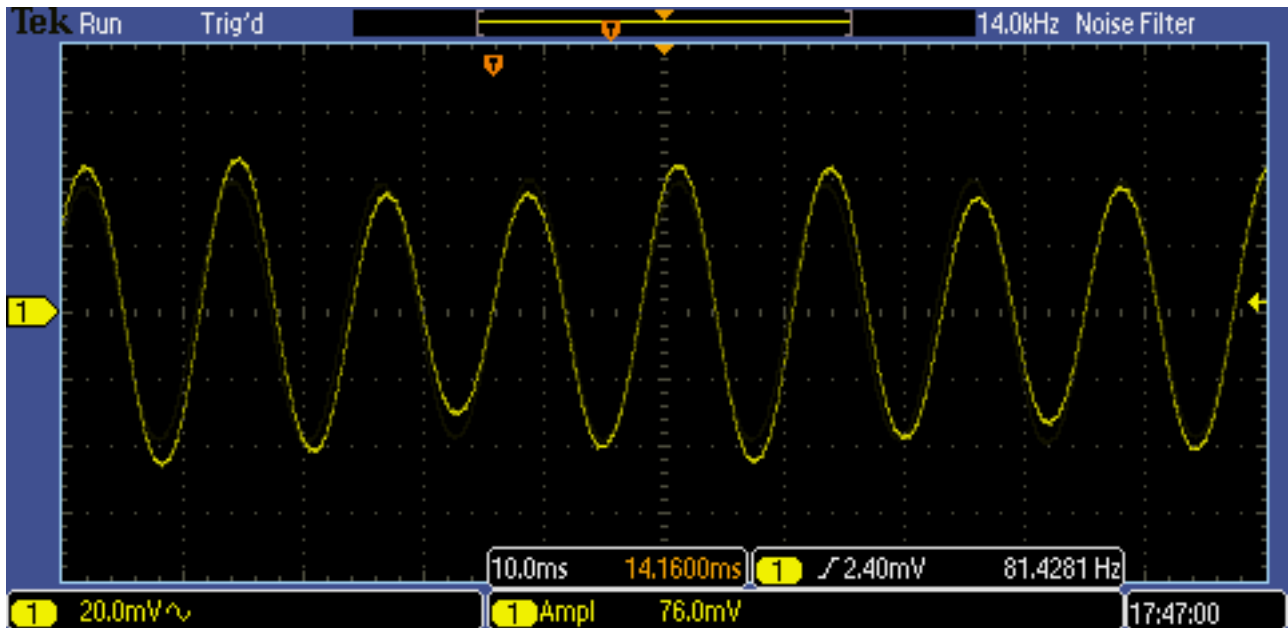 Tek Run Trig'd 14.0kHz Noise Filter
T
T
1
10.0ms 14.1600ms 1 2.40mV 81.4281 Hz
1 20.0mV 1 Ampl 76.0mV 17:47:00